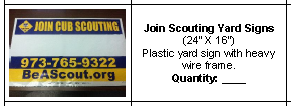 JOIN CUB SCOUTING
973-765-9322
BeAScout.org
Join Scouting Yard Signs
(24" X 16")
Plastic yard sign with heavy
wire frame.
Quantity: ____